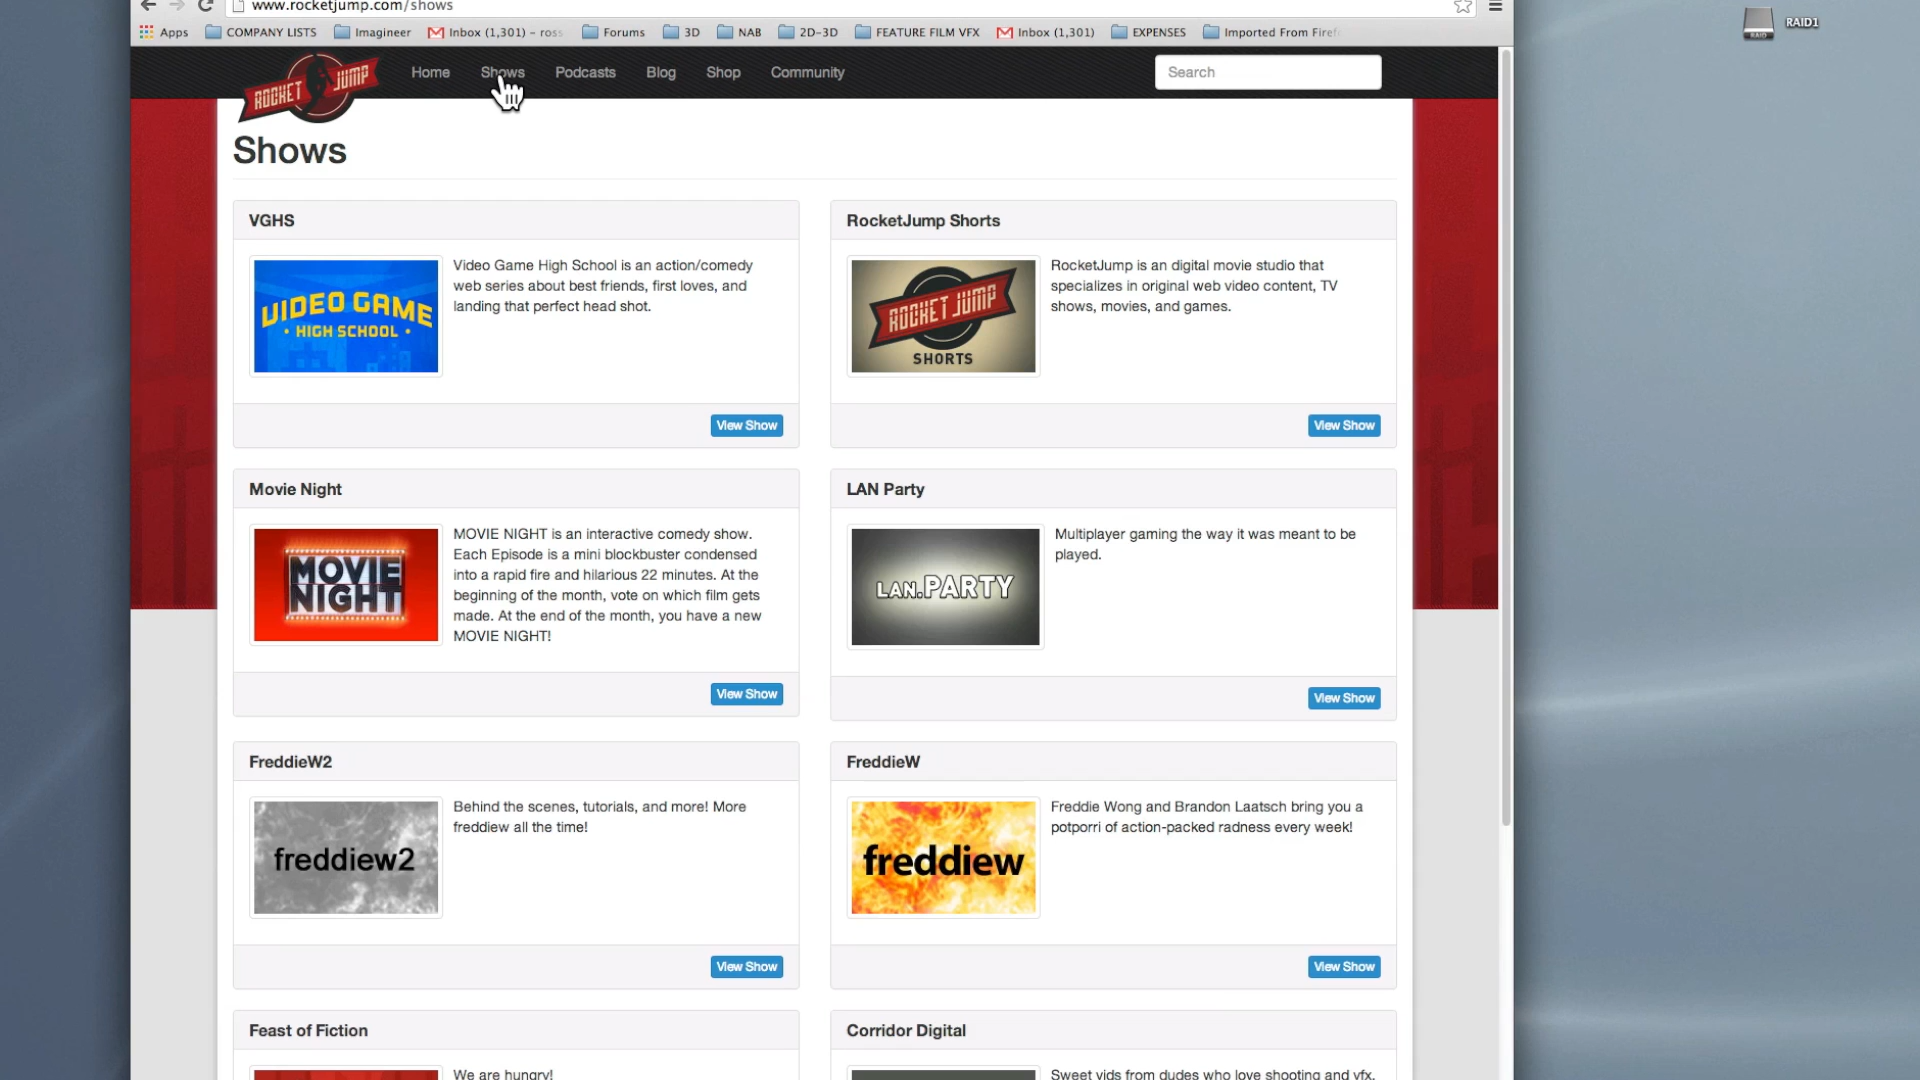 www.rocketjump.com/shows
RAID1
Apps COMPANY LISTS Imagineer Inbox (1,301) – ross Forums 3D NAB 2D-3D FEATURE FILM VFX Inbox (1,301) EXPENSES Imported From Firef
ROCKET JUMP
Home Shows Podcasts Blog Shop Community Search
Shows
VGHS
VIDEO GAME
• HIGH SCHOOL •
Video Game High School is an action/comedy
web series about best friends, first loves, and
landing that perfect head shot.
View Show
RocketJump Shorts
ROCKET JUMP
SHORTS
RocketJump is an digital movie studio that
specializes in original web video content, TV
shows, movies, and games.
View Show
Movie Night
MOVIE
NIGHT
MOVIE NIGHT is an interactive comedy show.
Each Episode is a mini blockbuster condensed
into a rapid fire and hilarious 22 minutes. At the
beginning of the month, vote on which film gets
made. At the end of the month, you have a new
MOVIE NIGHT!
View Show
LAN Party
LAN.PARTY
Multiplayer gaming the way it was meant to be
played.
View Show
FreddieW2
freddiew2
Behind the scenes, tutorials, and more! More
freddiew all the time!
View Show
FreddieW
freddiew
Freddie Wong and Brandon Laatsch bring you a
potporri of action-packed radness every week!
View Show
Feast of Fiction
We are hungry!
Corridor Digital
Sweet vids from dudes who love shooting and vfx.